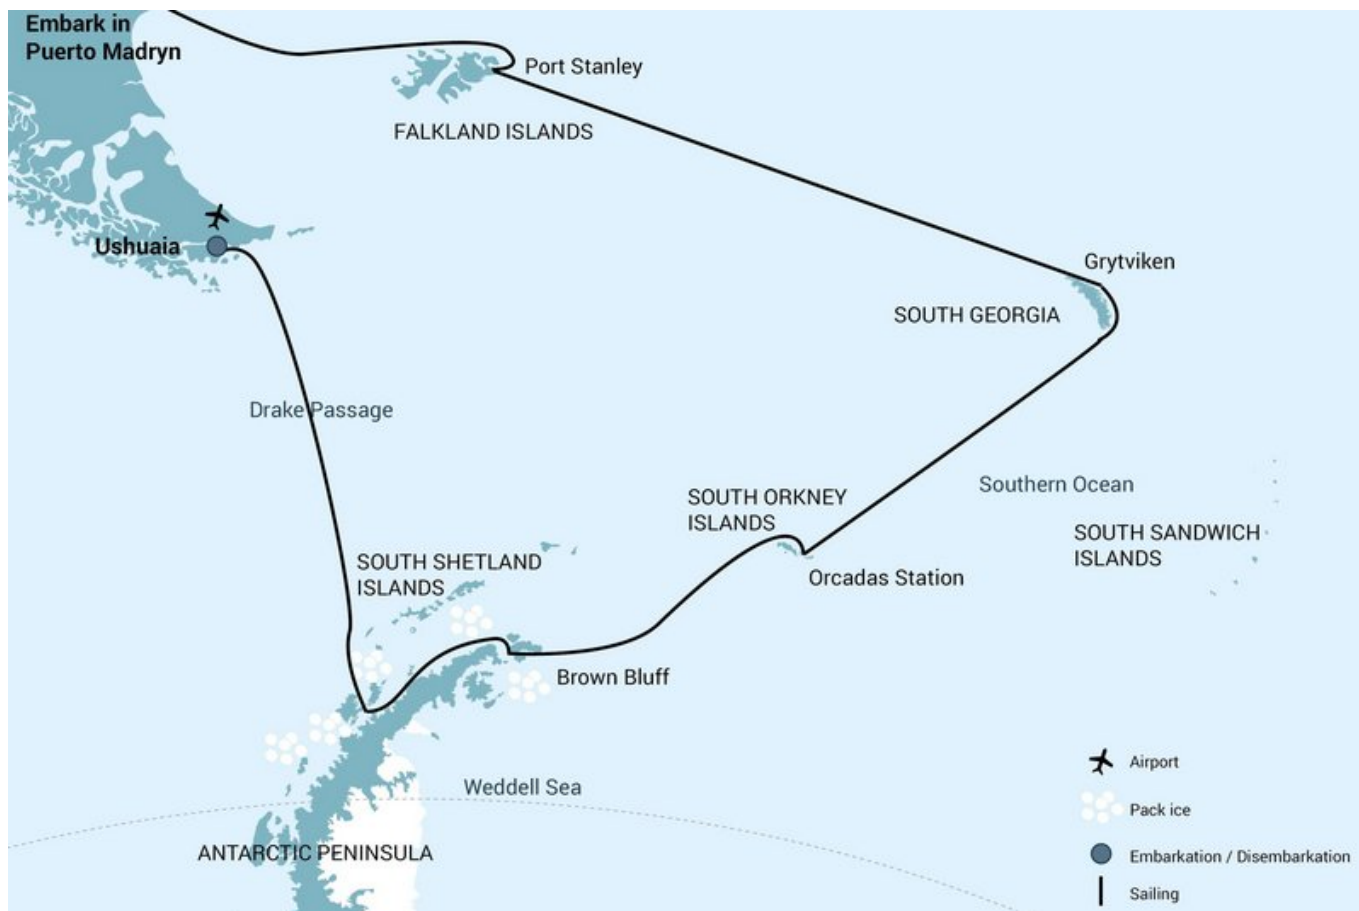 Embark in
Puerto Madryn
Port Stanley
FALKLAND ISLANDS
Ushuaia
Grytviken
SOUTH GEORGIA
Drake Passage
Southern Ocean
SOUTH ORKNEY
ISLANDS
SOUTH SANDWICH
ISLANDS
SOUTH SHETLAND
ISLANDS
Orcadas Station
Brown Bluff
Weddell Sea
ANTARCTIC PENINSULA
Airport
Pack ice
Embarkation / Disembarkation
Sailing